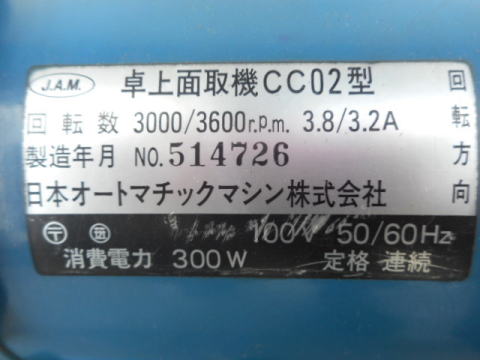 J.A.M. 卓上面取機CC02型
回転数 3000/3600r.p.m. 3.8/3.2A
製造年月 NO.514726
日本オートマチックマシン株式会社
回転方向
〒 100V 50/60Hz
消費電力 300W 定格 連続